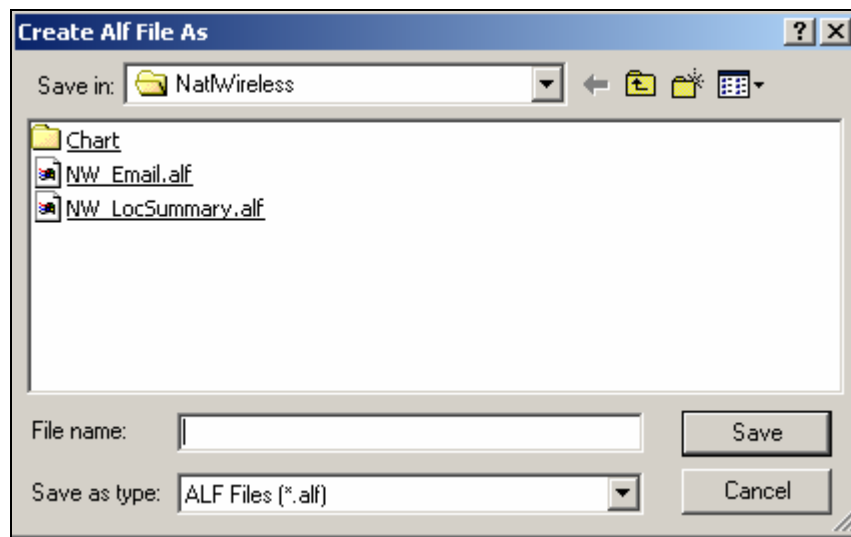 Create Alf File As
Save in: NatlWireless
Chart
NW_Email.alf
NW_LocSummary.alf
File name: Save
Save as type: ALF Files (*.alf) Cancel